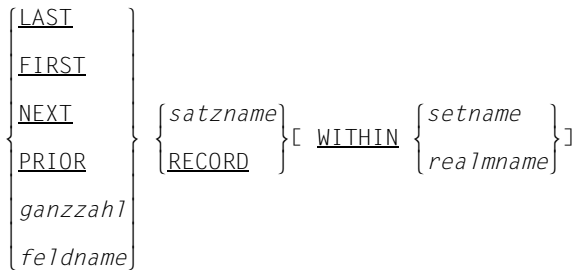 LAST
FIRST
NEXT satzname [ WITHIN setname ]
PRIOR RECORD realmname
ganzzahl
feldname